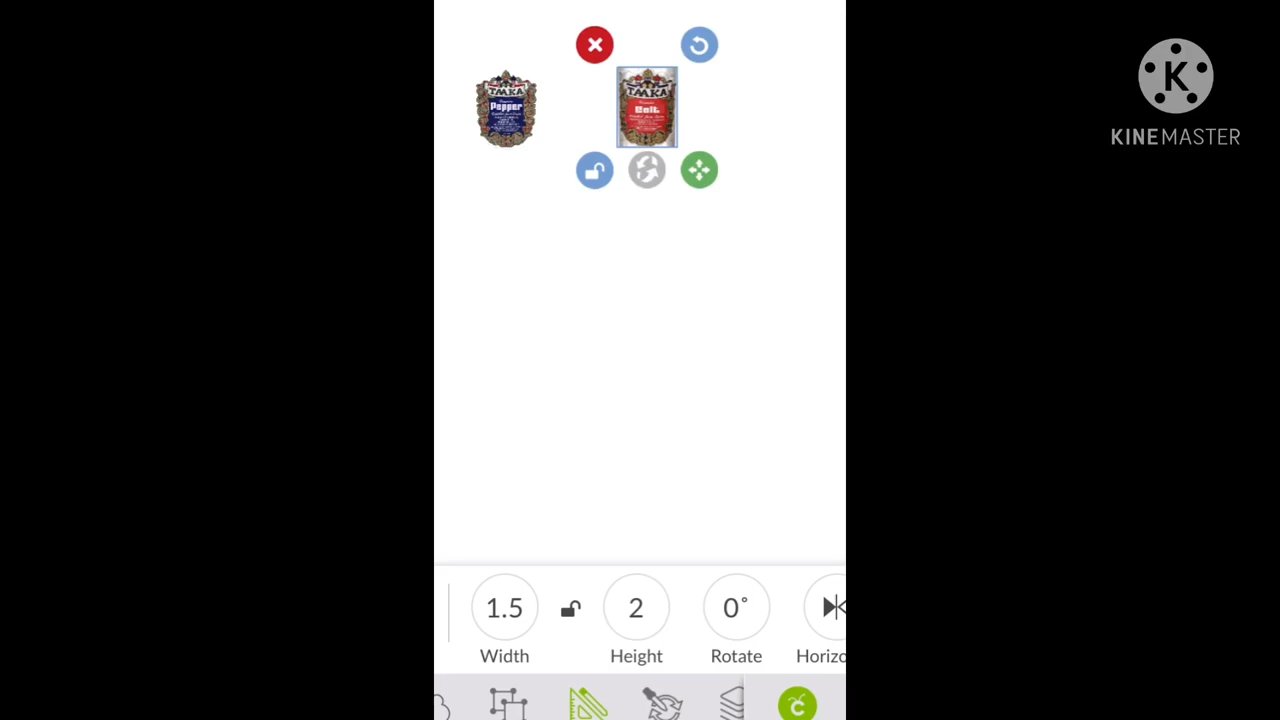 TMKA
Pepper
TMKA
Salt
KINEMASTER
1.5
2
0°
Width
Height
Rotate
Horizo